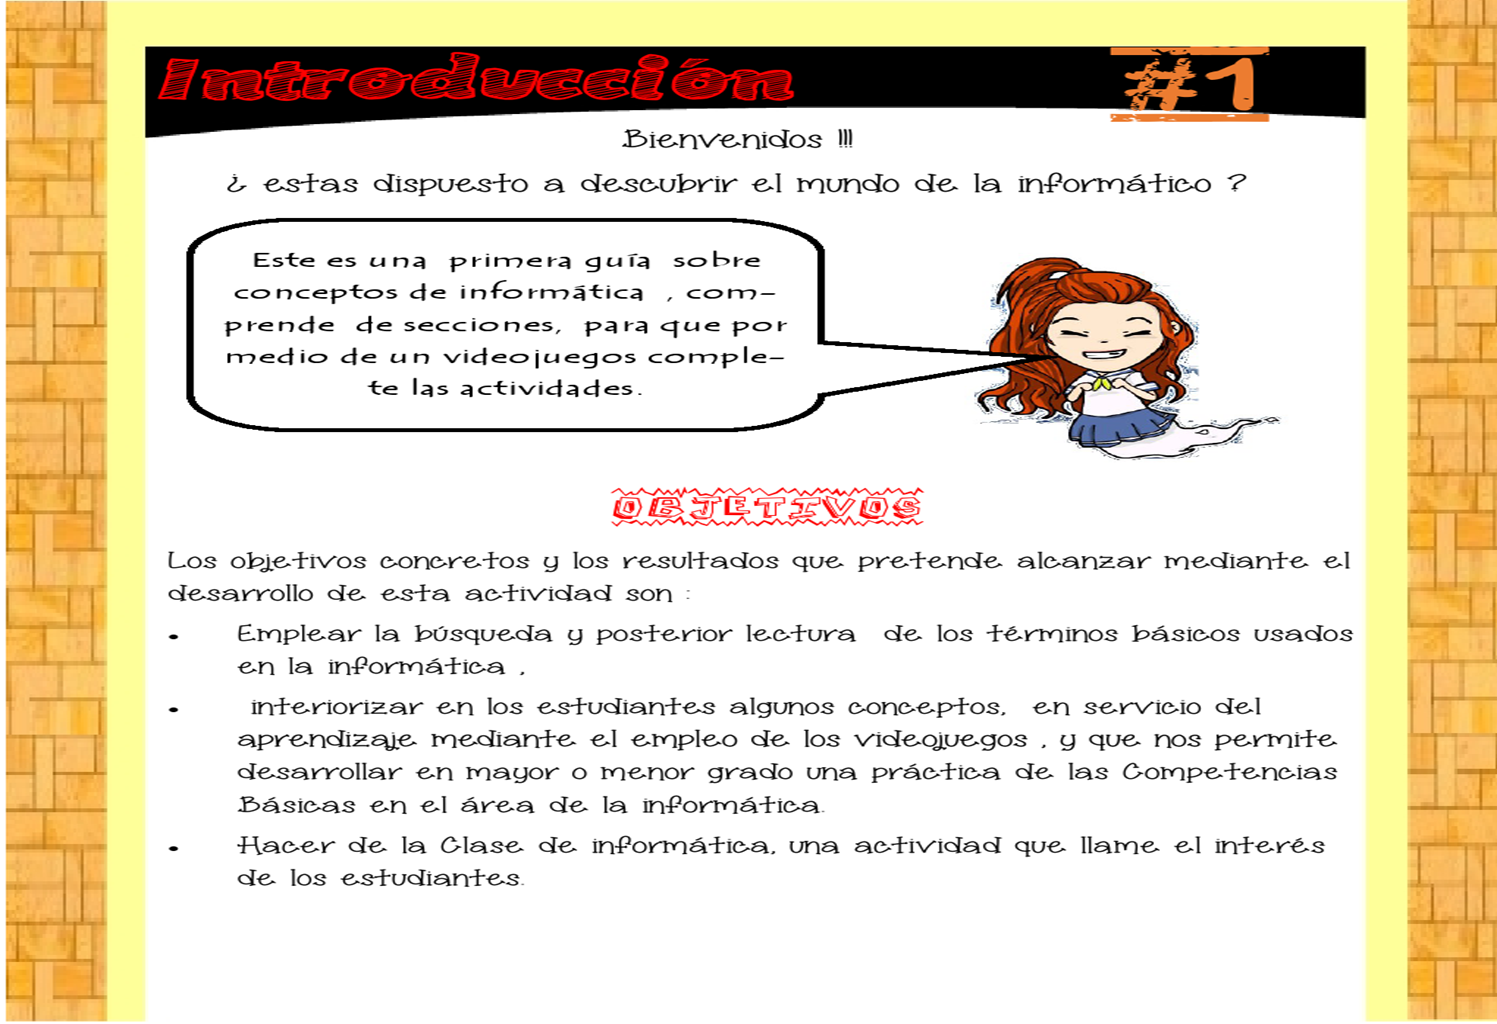 Introducción
#1
Bienvenidos !!!
¿ estas dispuesto a descubrir el mundo de la informático ?
Este es una primera guía sobre
conceptos de informática , com-
prende de secciones, para que por
medio de un videojuegos comple-
te las actividades.
OBJETIVOS
Los objetivos concretos y los resultados que pretende alcanzar mediante el
desarrollo de esta actividad son :
• Emplear la búsqueda y posterior lectura de los términos básicos usados
en la informática ,
• interiorizar en los estudiantes algunos conceptos, en servicio del
aprendizaje mediante el empleo de los videojuegos , y que nos permite
desarrollar en mayor o menor grado una práctica de las Competencias
Básicas en el área de la informática.
• Hacer de la Clase de informática, una actividad que llame el interés
de los estudiantes.